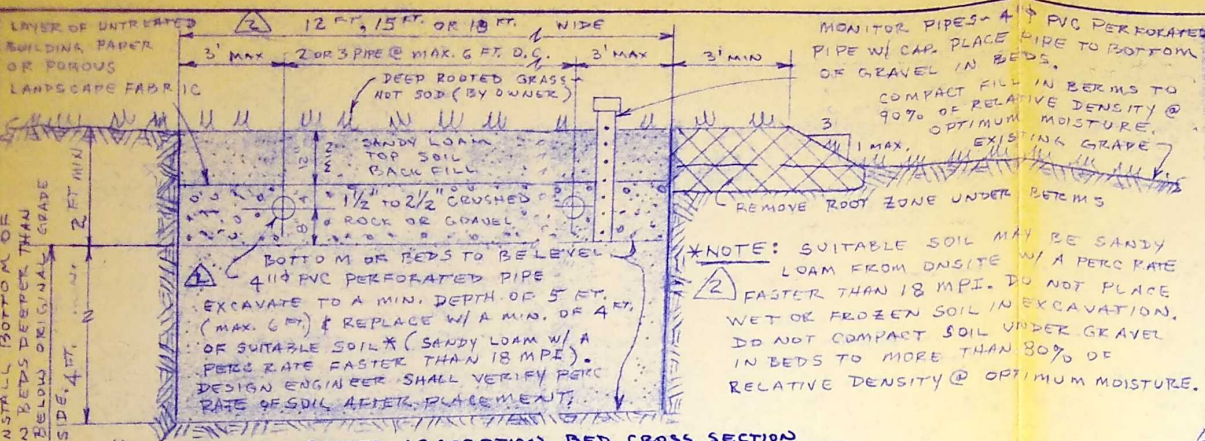 LAYER OF UNTREATED
BUILDING PAPER
OR POROUS
LANDSCAPE FABRIC
2
12 FT, 15 FT. OR 18 FT. WIDE
3' MAX
2 OR 3 PIPE @ MAX. 6 FT. O.C.
3' MAX
3' MIN
DEEP ROOTED GRASS
NOT SOD (BY OWNER)
MONITOR PIPES - 4"φ PVC PERFORATED
PIPE W/ CAP. PLACE PIPE TO BOTTOM
OF GRAVEL IN BEDS.
COMPACT FILL IN BERMS TO
90% OF RELATIVE DENSITY @
OPTIMUM MOISTURE.
3
1 MAX.
EXISTING GRADE
12 MIN
SANDY LOAM
TOP SOIL
BACK FILL
4
8
1 1/2" TO 2 1/2" CRUSHED
ROCK OR GRAVEL
REMOVE ROOT ZONE UNDER BERMS
2 FT MIN
4 FT. MIN
INSTALL BOTTOM OF
BEDS DEEPER THAN
BELOW ORIGINAL GRADE
SIDE.
BOTTOM OF BEDS TO BE LEVEL
4"φ PVC PERFORATED PIPE
EXCAVATE TO A MIN. DEPTH OF 5 FT.
(MAX. 6 FT.) & REPLACE W/ A MIN. OF 4 FT.
OF SUITABLE SOIL* (SANDY LOAM W/ A
PERC RATE FASTER THAN 18 MPI).
DESIGN ENGINEER SHALL VERIFY PERC
RATE OF SOIL AFTER PLACEMENT.
*NOTE: SUITABLE SOIL MAY BE SANDY
LOAM FROM ONSITE W/ A PERC RATE
2
FASTER THAN 18 MPI. DO NOT PLACE
WET OR FROZEN SOIL IN EXCAVATION.
DO NOT COMPACT SOIL UNDER GRAVEL
IN BEDS TO MORE THAN 80% OF
RELATIVE DENSITY @ OPTIMUM MOISTURE.
BED CROSS SECTION